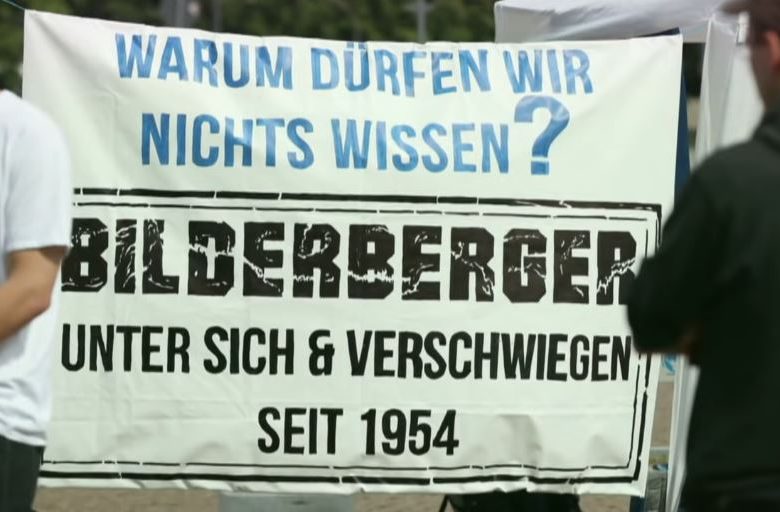 WARUM DÜRFEN WIR
NICHTS WISSEN?
BILDERBERGER
UNTER SICH & VERSCHWIEGEN
SEIT 1954